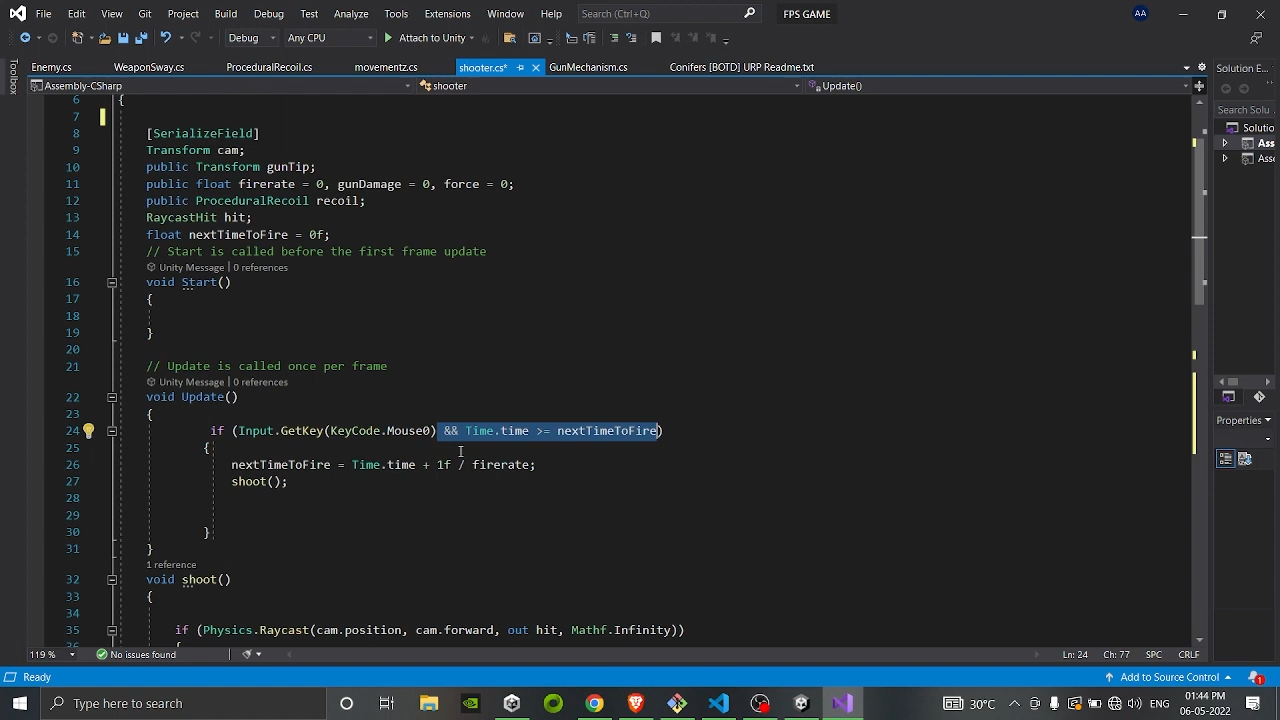 File Edit View Git Project Build Debug Test Analyze Tools Extensions Window Help Search (Ctrl+Q) FPS GAME AA
Debug Any CPU Attach to Unity
Toolbox
Enemy.cs WeaponSway.cs ProceduralRecoil.cs movementz.cs shooter.cs* GunMechanism.cs Conifers [BOTD] URP Readme.txt Solution E...
Assembly-CSharp shooter Update()
Search Solu
Solutio
Ass
Ass
6 {
7
8 [SerializeField]
9 Transform cam;
10 public Transform gunTip;
11 public float firerate = 0, gunDamage = 0, force = 0;
12 public ProceduralRecoil recoil;
13 RaycastHit hit;
14 float nextTimeToFire = 0f;
15 // Start is called before the first frame update
Unity Message | 0 references
16 void Start()
17 {
18
19 }
20
21 // Update is called once per frame
Unity Message | 0 references
22 void Update()
23 {
24 if (Input.GetKey(KeyCode.Mouse0) && Time.time >= nextTimeToFire)
25 {
26 nextTimeToFire = Time.time + 1f / firerate;
27 shoot();
28
29
30 }
31 }
1 reference
32 void shoot()
33 {
34
35 if (Physics.Raycast(cam.position, cam.forward, out hit, Mathf.Infinity))
36 {
Properties
119 % No issues found Ln: 24 Ch: 77 SPC CRLF
Ready Add to Source Control 1
Type here to search 30°C ENG 01:44 PM
06-05-2022